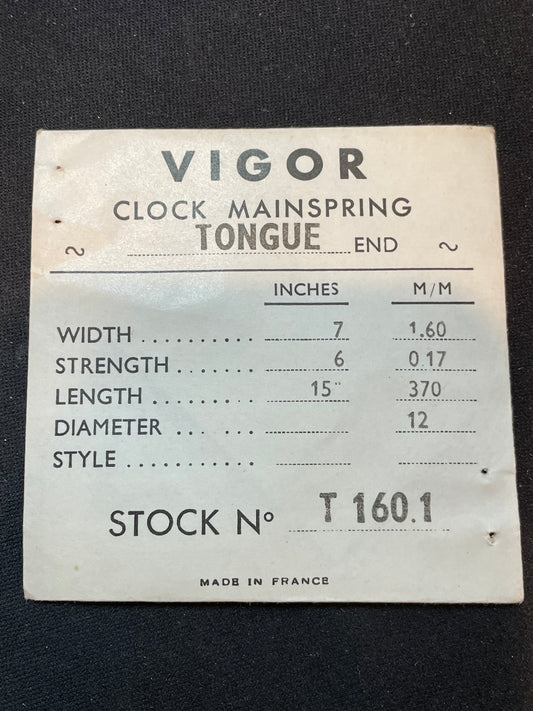 VIGOR
CLOCK MAINSPRING
~ TONGUE END ~
INCHES M/M
WIDTH .......... 7 1.60
STRENGTH ....... 6 0.17
LENGTH ......... 15" 370
DIAMETER ... ...... 12
STYLE ...........
STOCK Nº T 160.1
MADE IN FRANCE